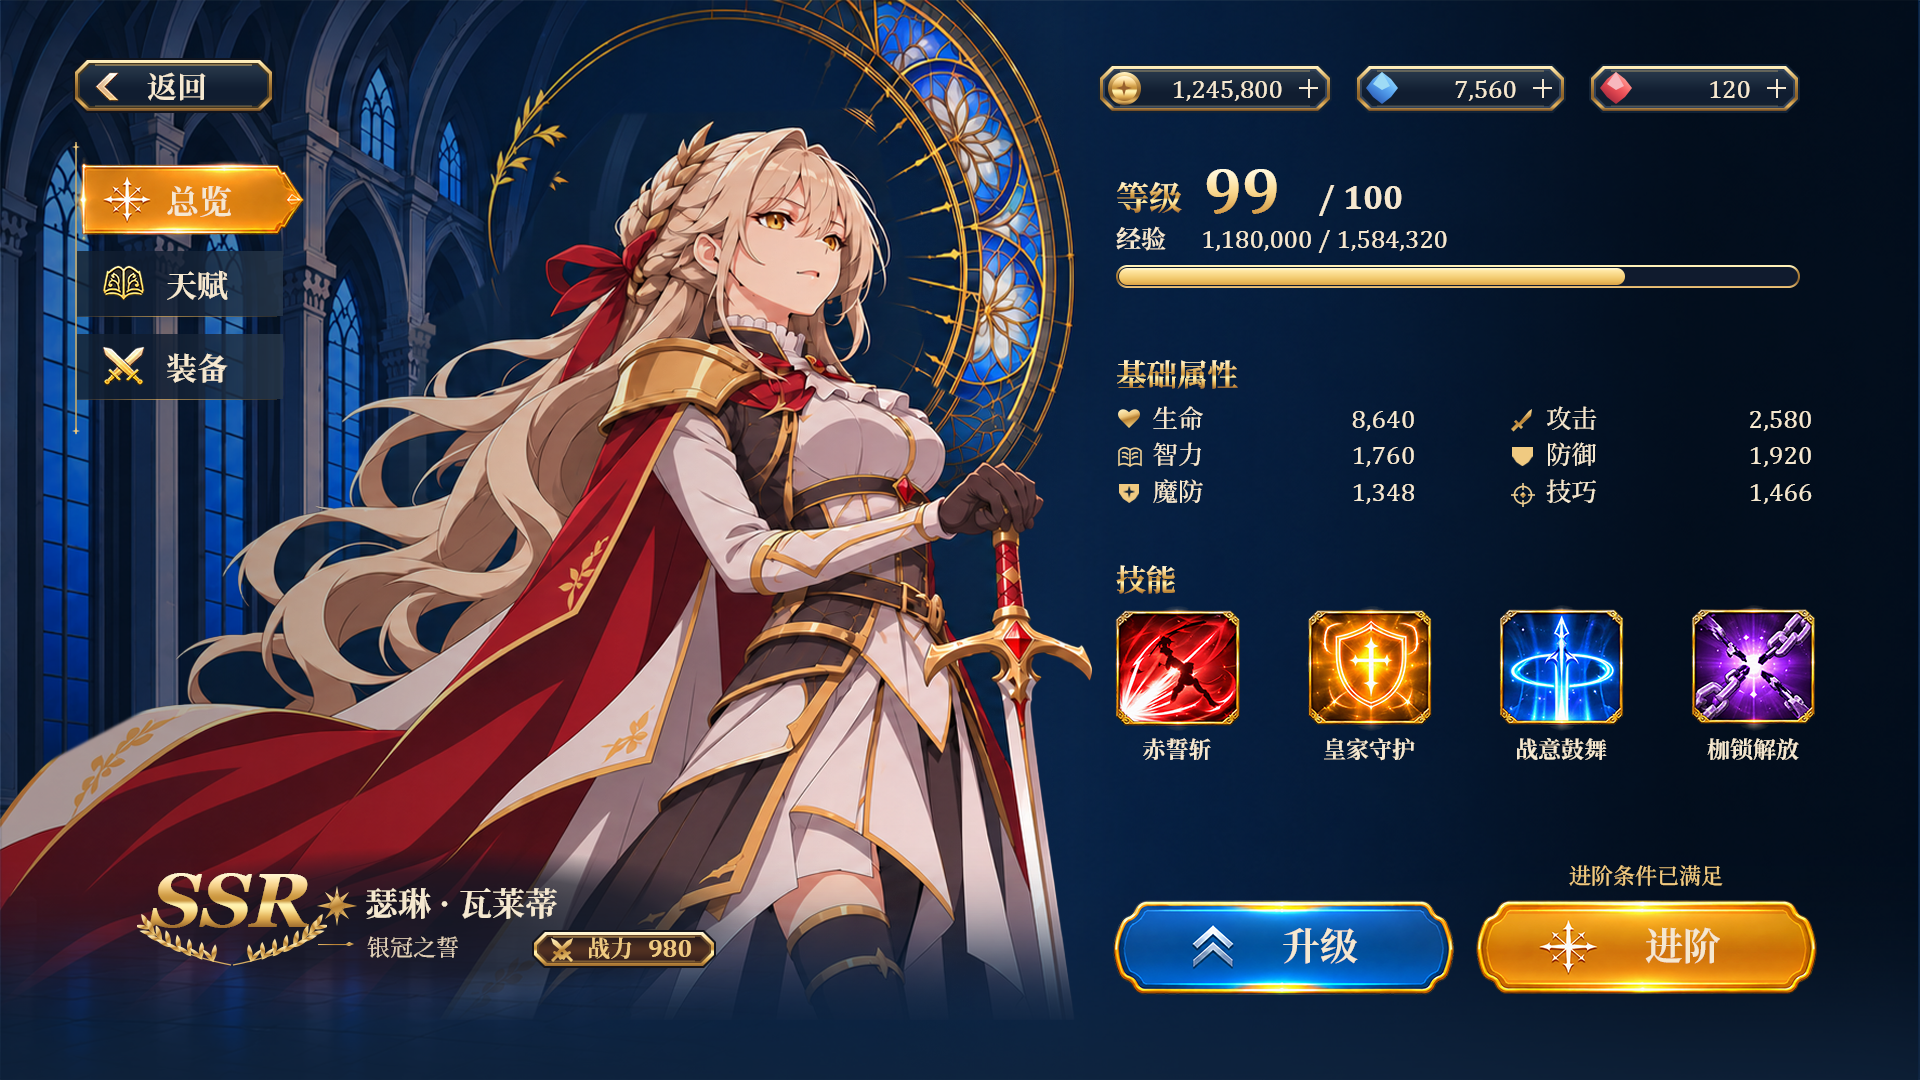 返回
1,245,800
7,560
120
总览
天赋
装备
等级 99 / 100
经验 1,180,000 / 1,584,320
基础属性
生命 8,640
攻击 2,580
智力 1,760
防御 1,920
魔防 1,348
技巧 1,466
技能
赤誓斩
皇家守护
战意鼓舞
枷锁解放
SSR
瑟琳·瓦莱蒂
银冠之誓
战力 980
进阶条件已满足
升级
进阶